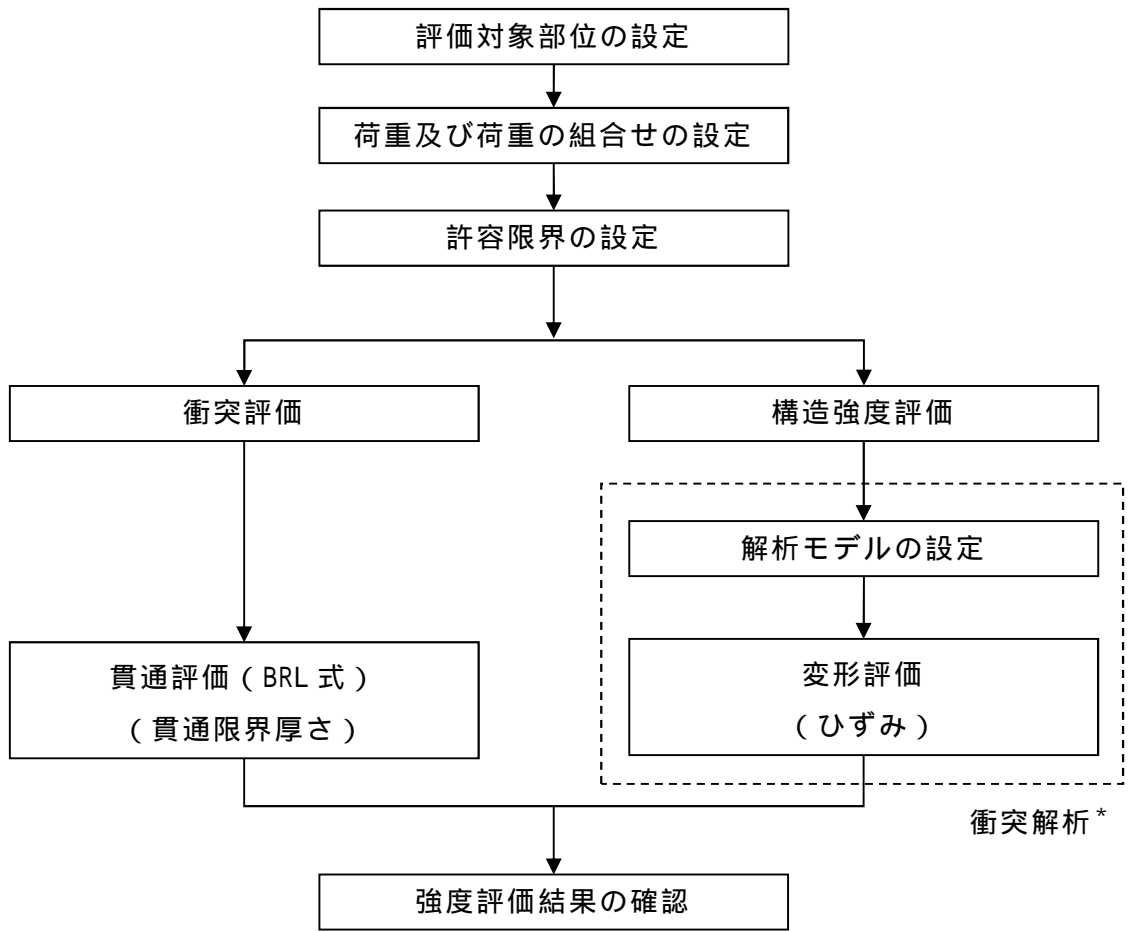 評価対象部位の設定
荷重及び荷重の組合せの設定
許容限界の設定
衝突評価
構造強度評価
解析モデルの設定
貫通評価(BRL式)
(貫通限界厚さ)
変形評価
(ひずみ)
衝突解析*
強度評価結果の確認